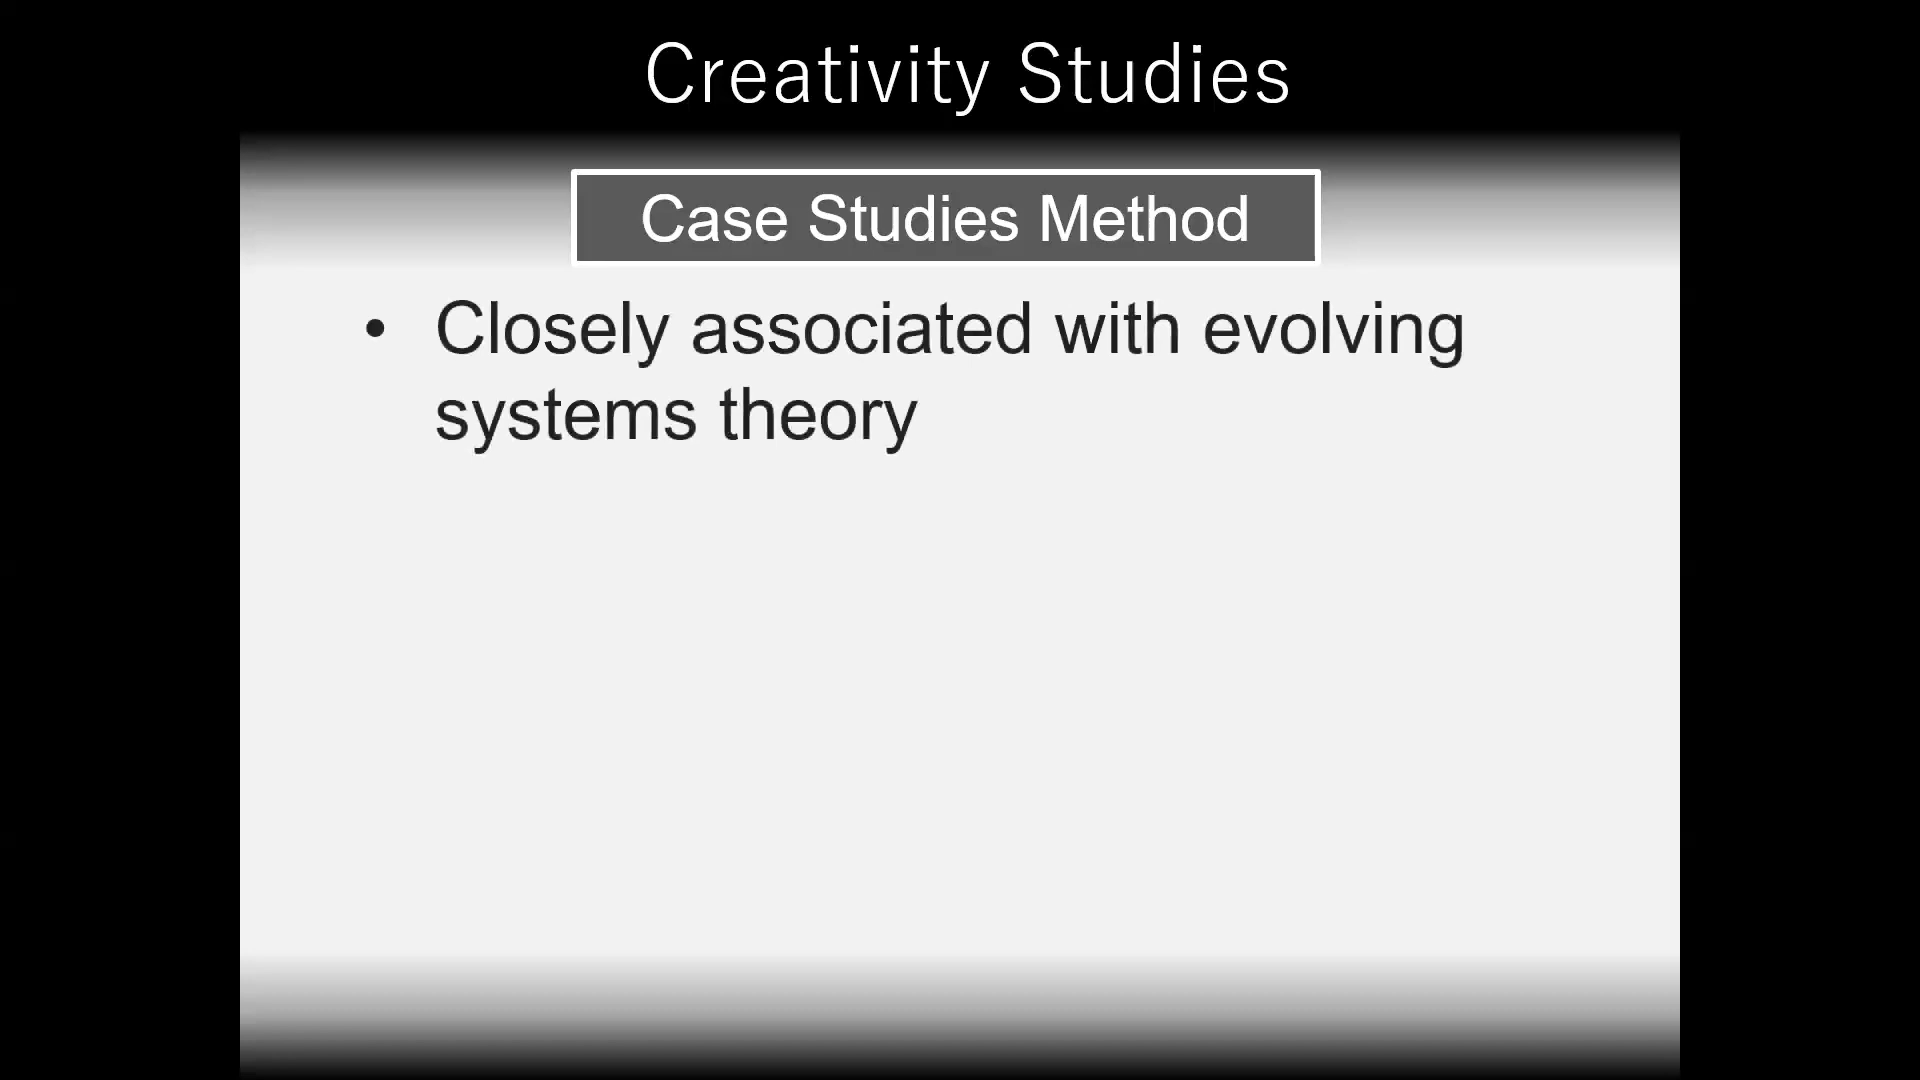 Creativity Studies
Case Studies Method
• Closely associated with evolving
systems theory